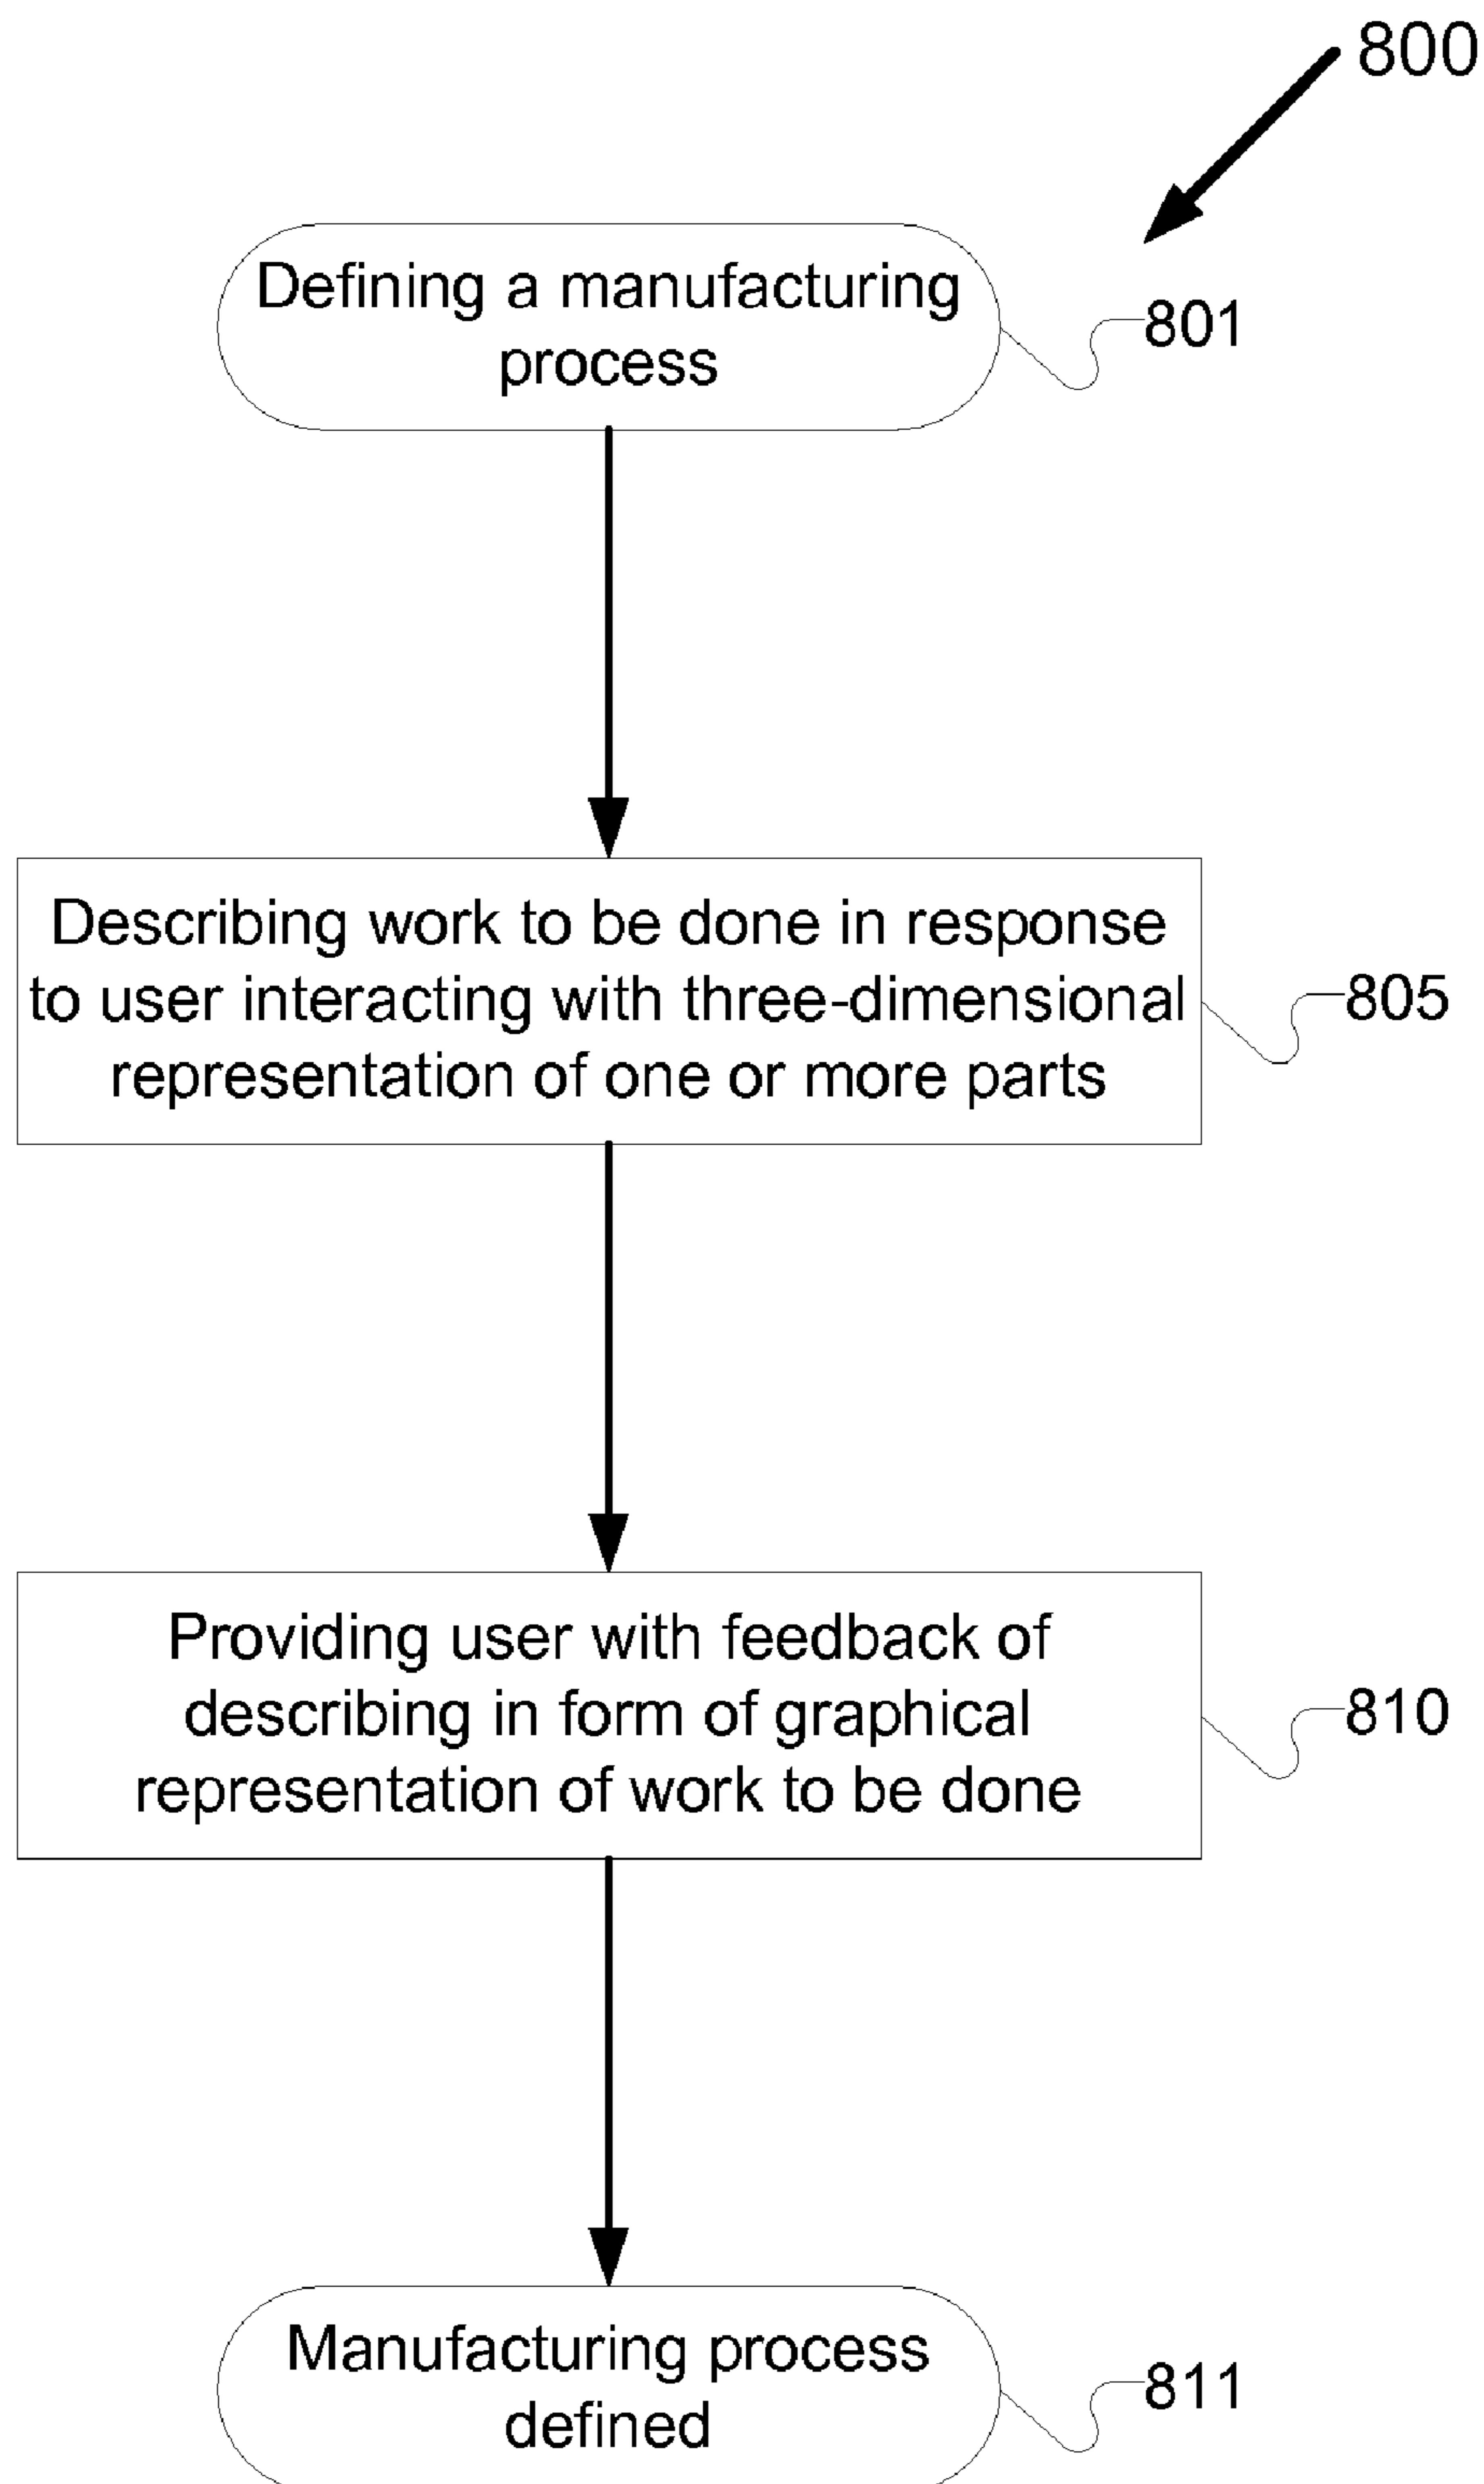 800
Defining a manufacturing
process
801
Describing work to be done in response
to user interacting with three-dimensional
representation of one or more parts
805
Providing user with feedback of
describing in form of graphical
representation of work to be done
810
Manufacturing process
defined
811